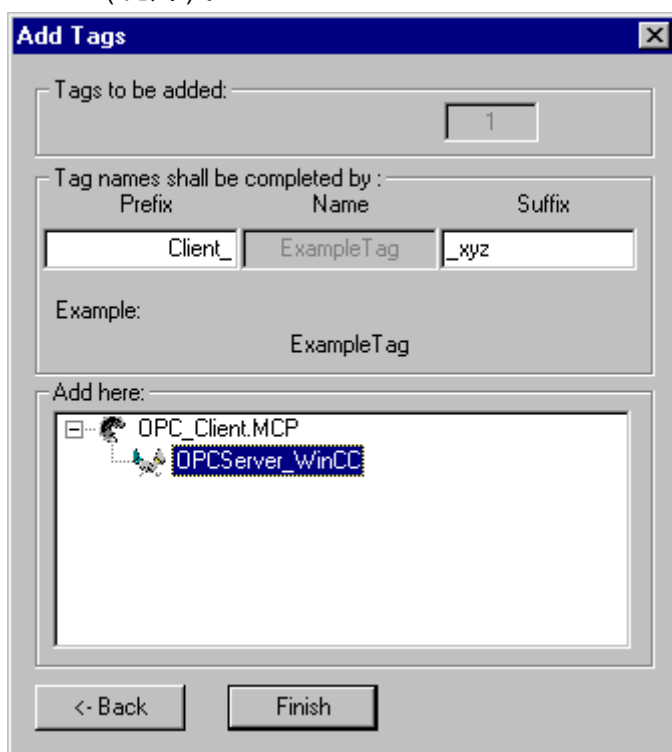 Add Tags
Tags to be added:
1
Tag names shall be completed by :
Prefix Name Suffix
Client_ ExampleTag _xyz
Example:
ExampleTag
Add here:
OPC_Client.MCP
OPCServer_WinCC
<- Back Finish